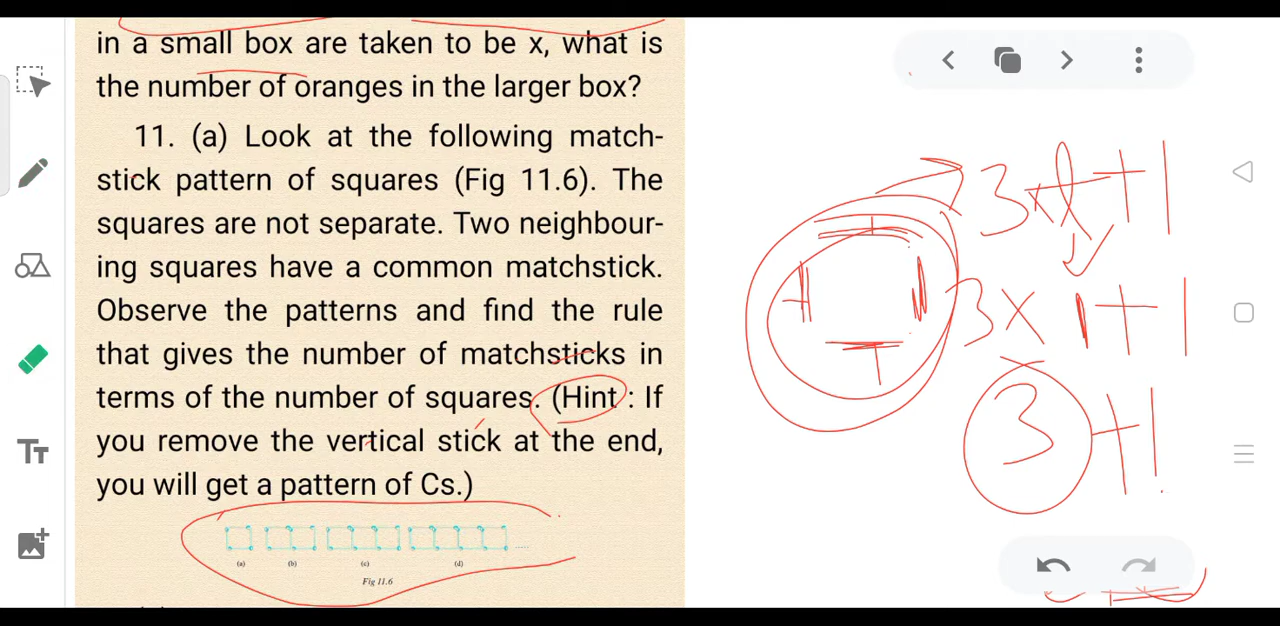 in a small box are taken to be x, what is
the number of oranges in the larger box?
11. (a) Look at the following match-
stick pattern of squares (Fig 11.6). The
squares are not separate. Two neighbour-
ing squares have a common matchstick.
Observe the patterns and find the rule
that gives the number of matchsticks in
terms of the number of squares. (Hint : If
you remove the vertical stick at the end,
you will get a pattern of Cs.)
(a) (b) (c) (d)
Fig 11.6
3xl+1
3x1+1
3+1
Tт